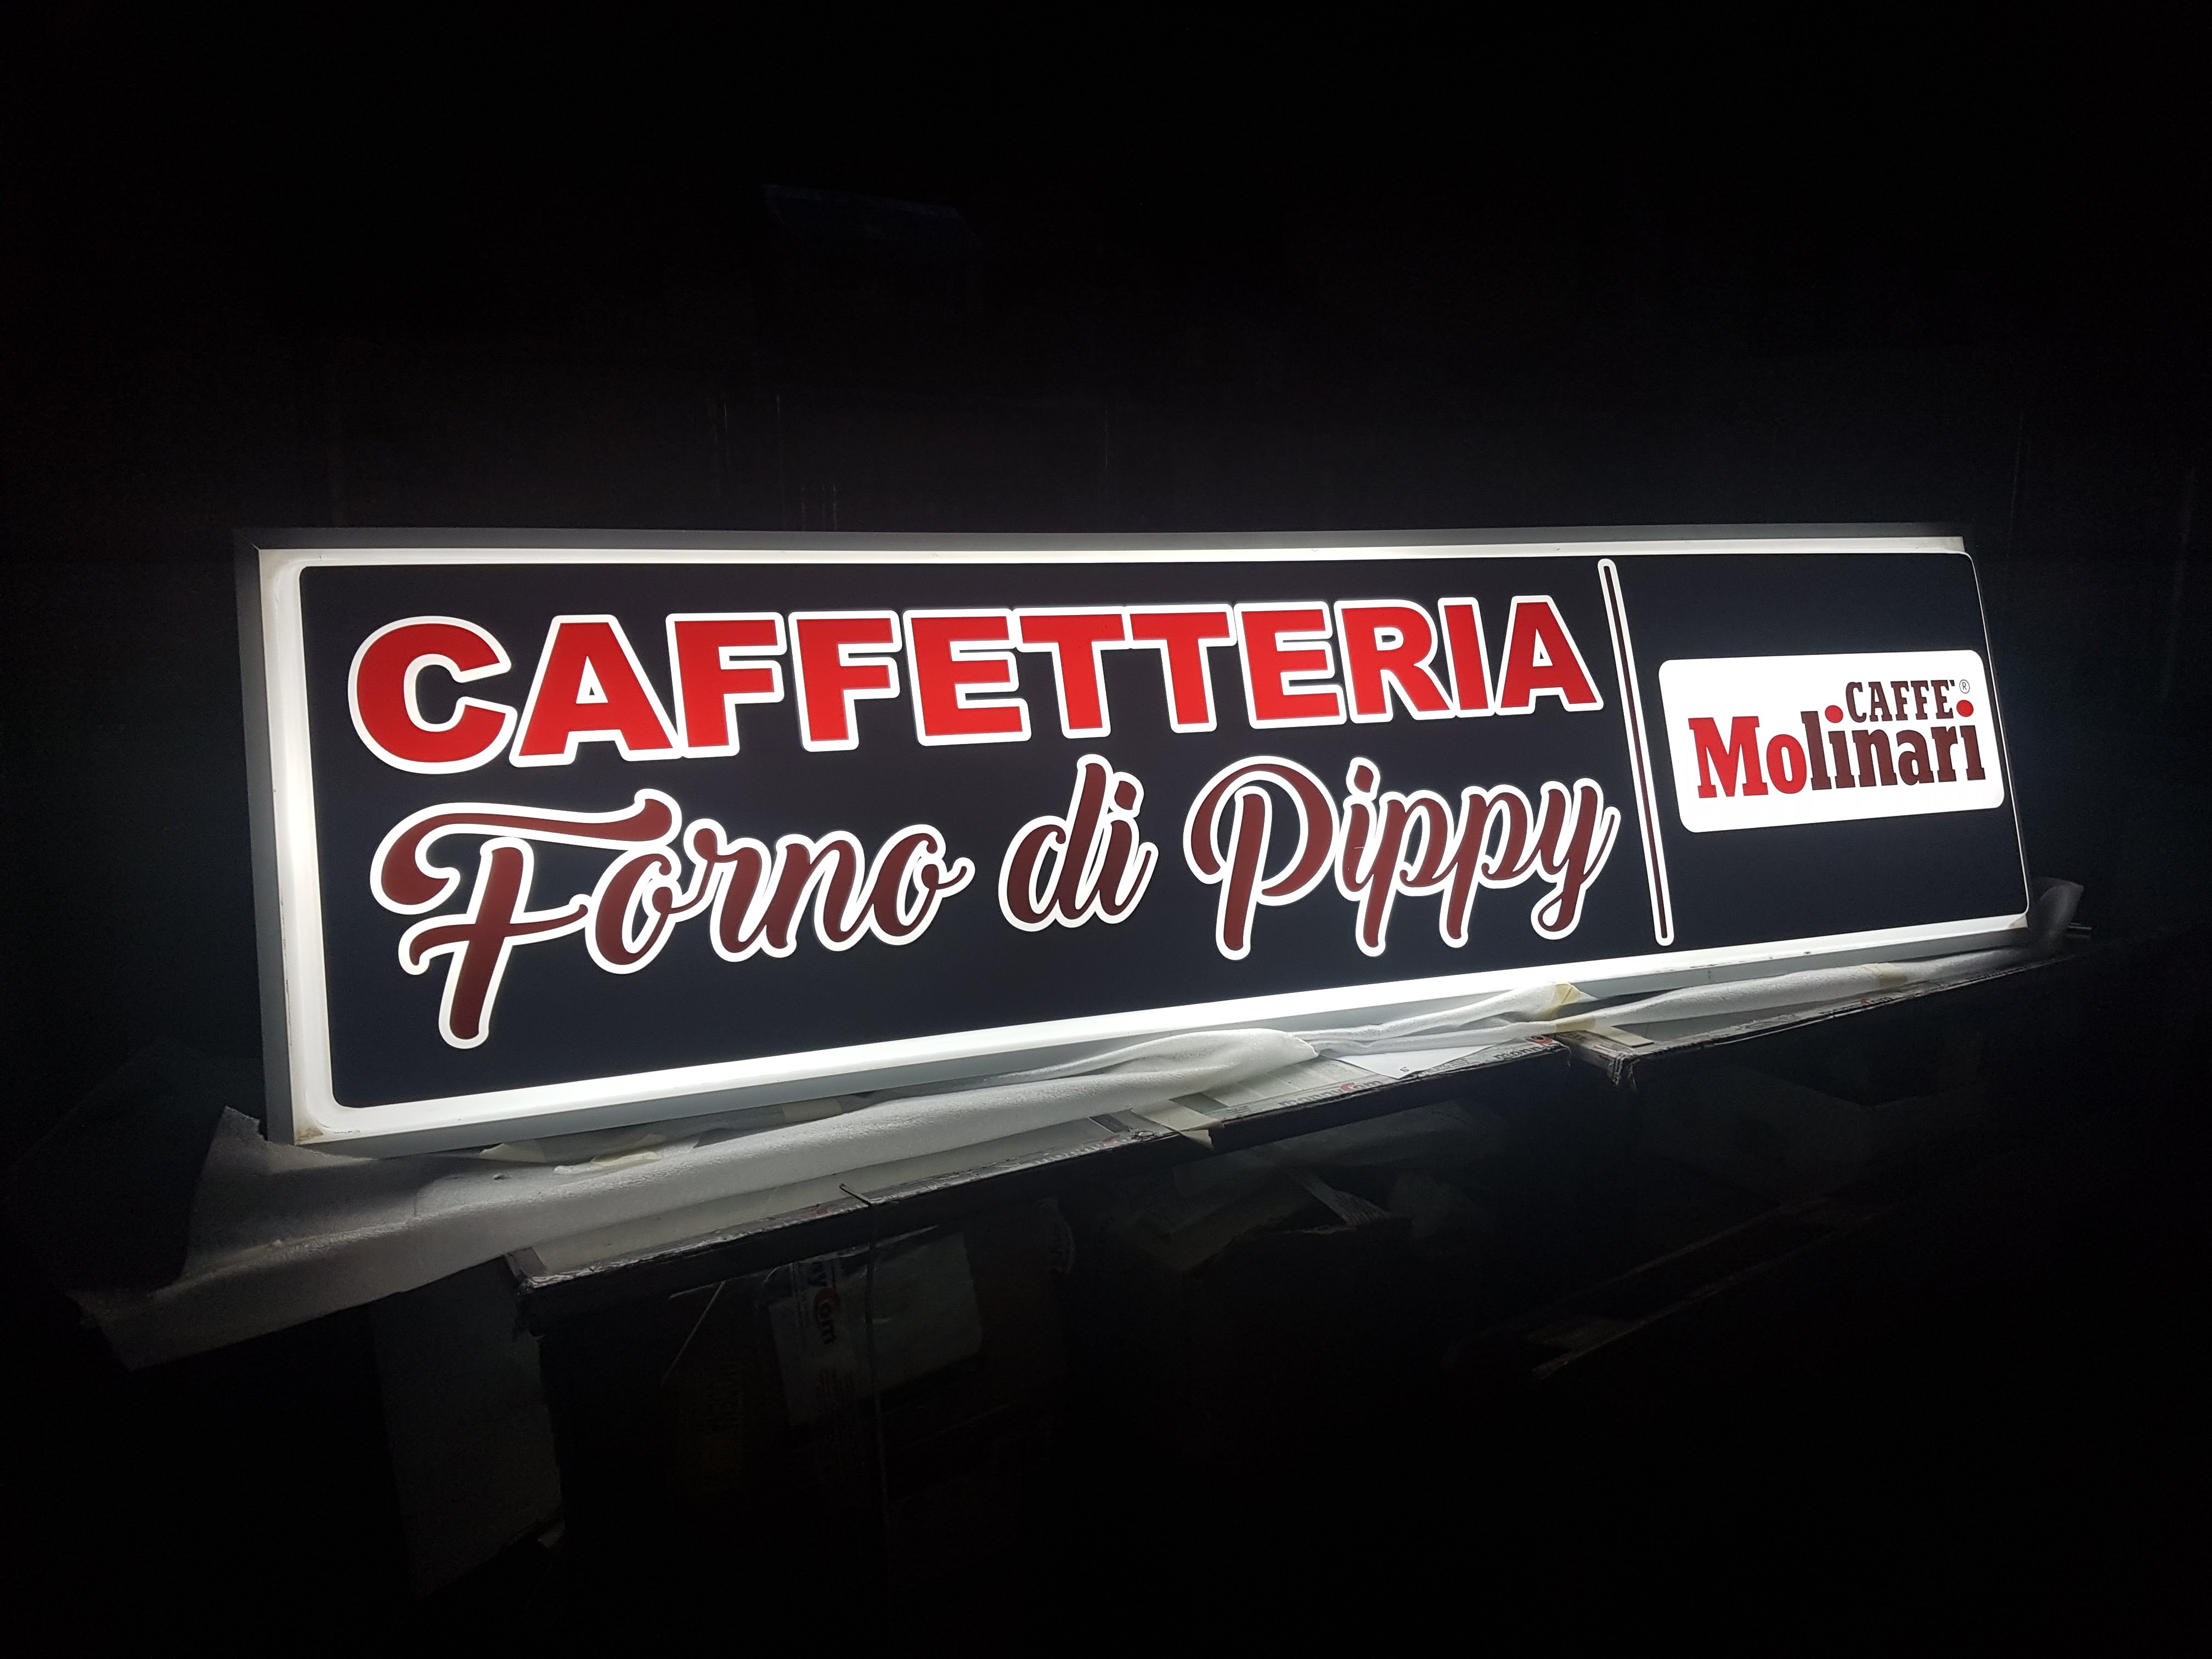 CAFFETTERIA
Forno di Pippy
CAFFE'®
Molinari